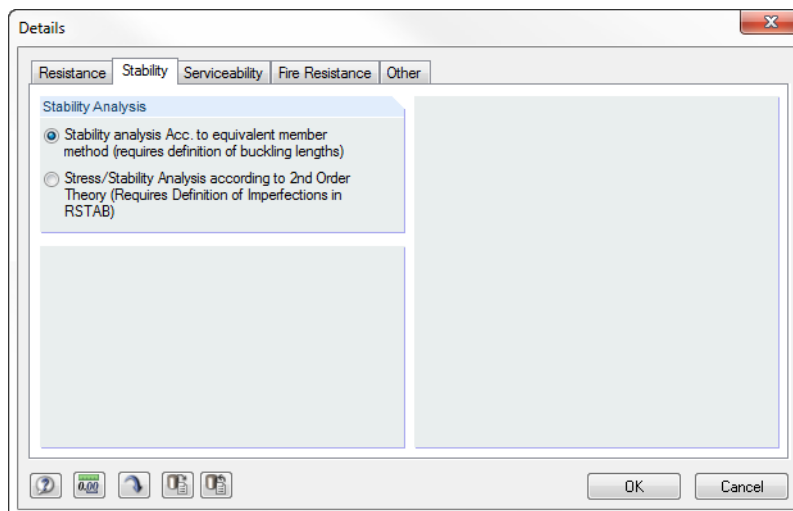 Details
Resistance Stability Serviceability Fire Resistance Other
Stability Analysis
Stability analysis Acc. to equivalent member
method (requires definition of buckling lengths)
Stress/Stability Analysis according to 2nd Order
Theory (Requires Definition of Imperfections in
RSTAB)
0.00
OK Cancel